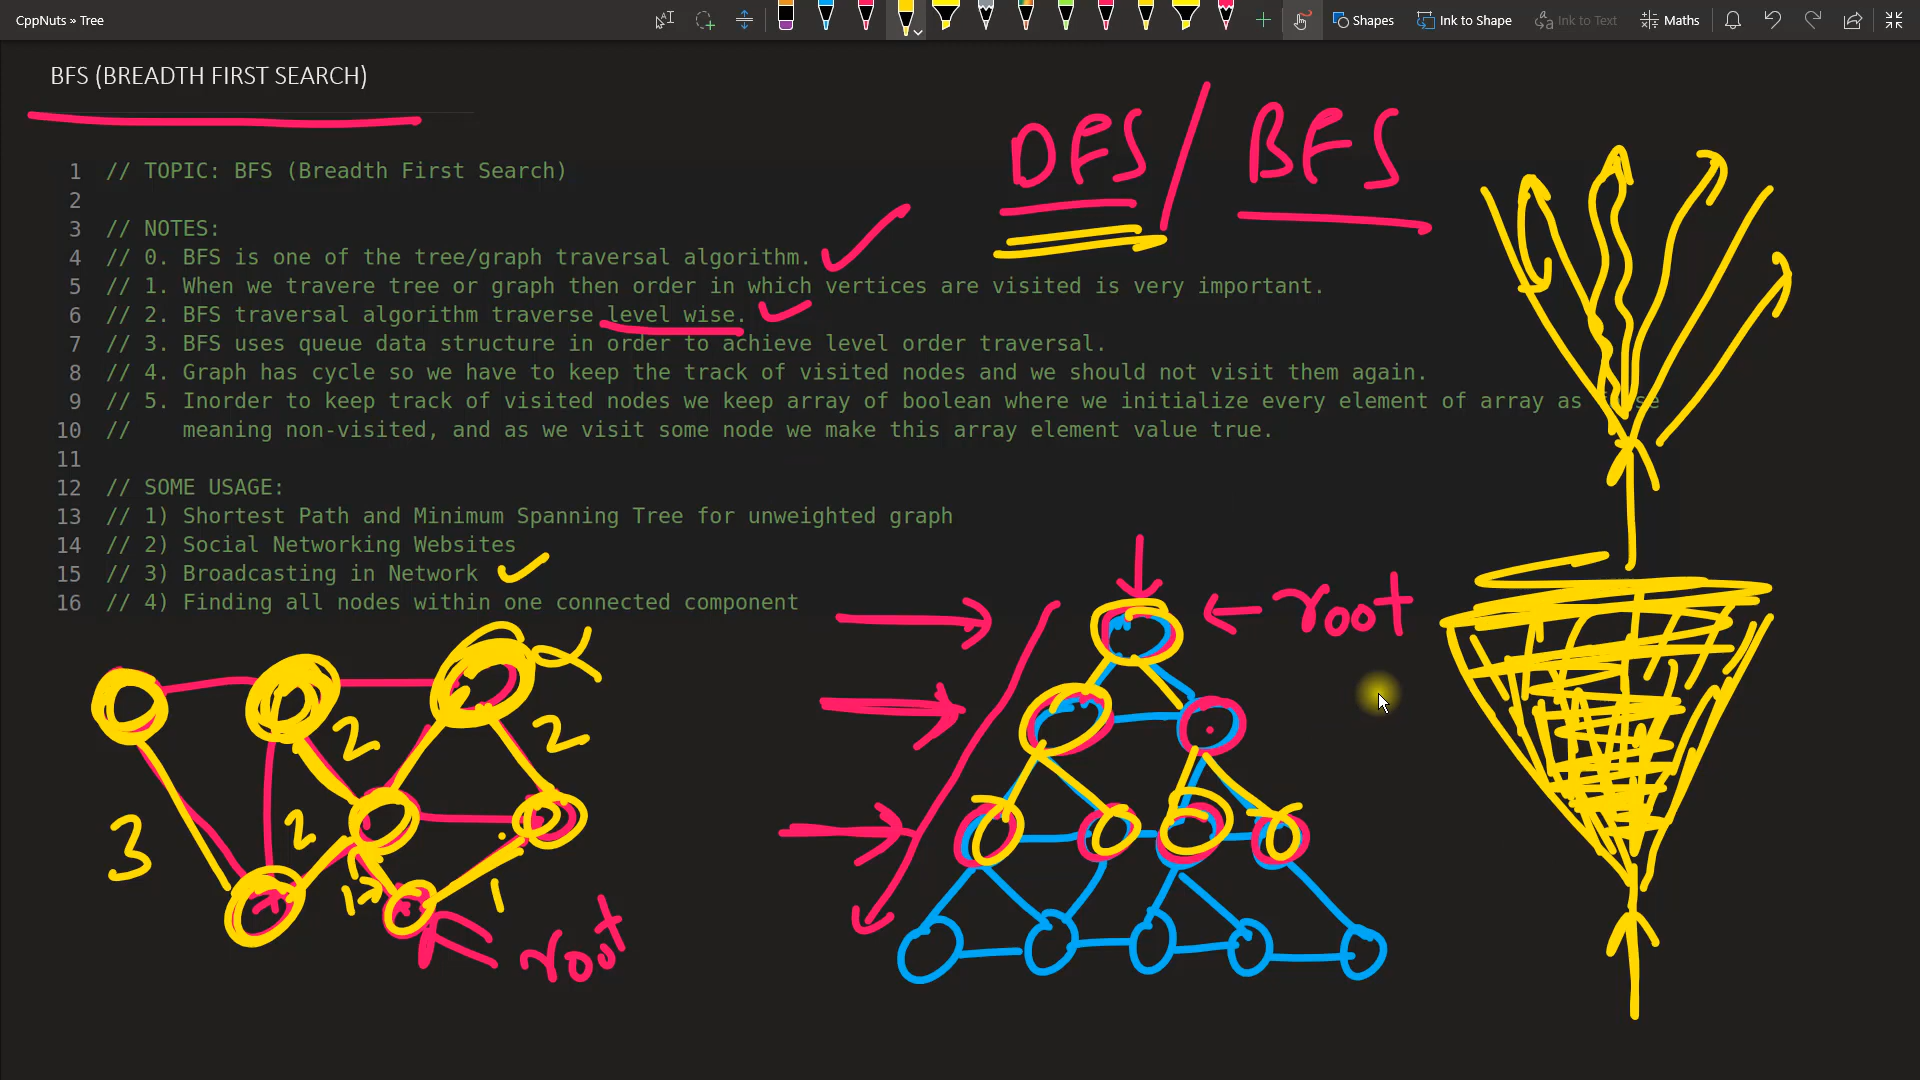 CppNuts » Tree
Shapes
Ink to Shape
Ink to Text
Maths
BFS (BREADTH FIRST SEARCH)
DFS / BFS
1 // TOPIC: BFS (Breadth First Search)
2
3 // NOTES:
4 // 0. BFS is one of the tree/graph traversal algorithm.
5 // 1. When we travere tree or graph then order in which vertices are visited is very important.
6 // 2. BFS traversal algorithm traverse level wise.
7 // 3. BFS uses queue data structure in order to achieve level order traversal.
8 // 4. Graph has cycle so we have to keep the track of visited nodes and we should not visit them again.
9 // 5. Inorder to keep track of visited nodes we keep array of boolean where we initialize every element of array as
10 // meaning non-visited, and as we visit some node we make this array element value true.
11
12 // SOME USAGE:
13 // 1) Shortest Path and Minimum Spanning Tree for unweighted graph
14 // 2) Social Networking Websites
15 // 3) Broadcasting in Network
16 // 4) Finding all nodes within one connected component
root
2
2
3
2
1
1
root